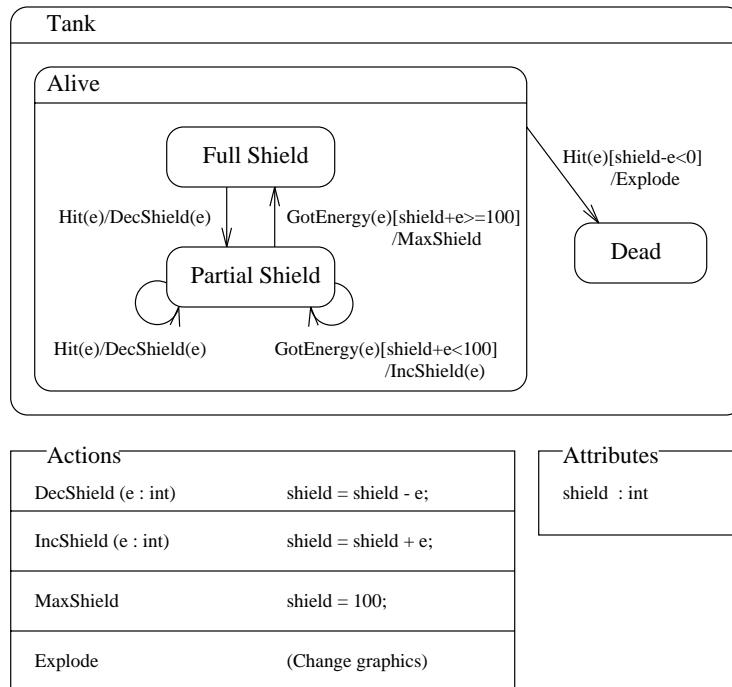 Tank
Alive
Full Shield
Hit(e)[shield-e<0]
/Explode
Hit(e)/DecShield(e)
GotEnergy(e)[shield+e>=100]
/MaxShield
Dead
Partial Shield
Hit(e)/DecShield(e)
GotEnergy(e)[shield+e<100]
/IncShield(e)
Actions
DecShield (e : int) shield = shield - e;
IncShield (e : int) shield = shield + e;
MaxShield shield = 100;
Explode (Change graphics)
Attributes
shield : int